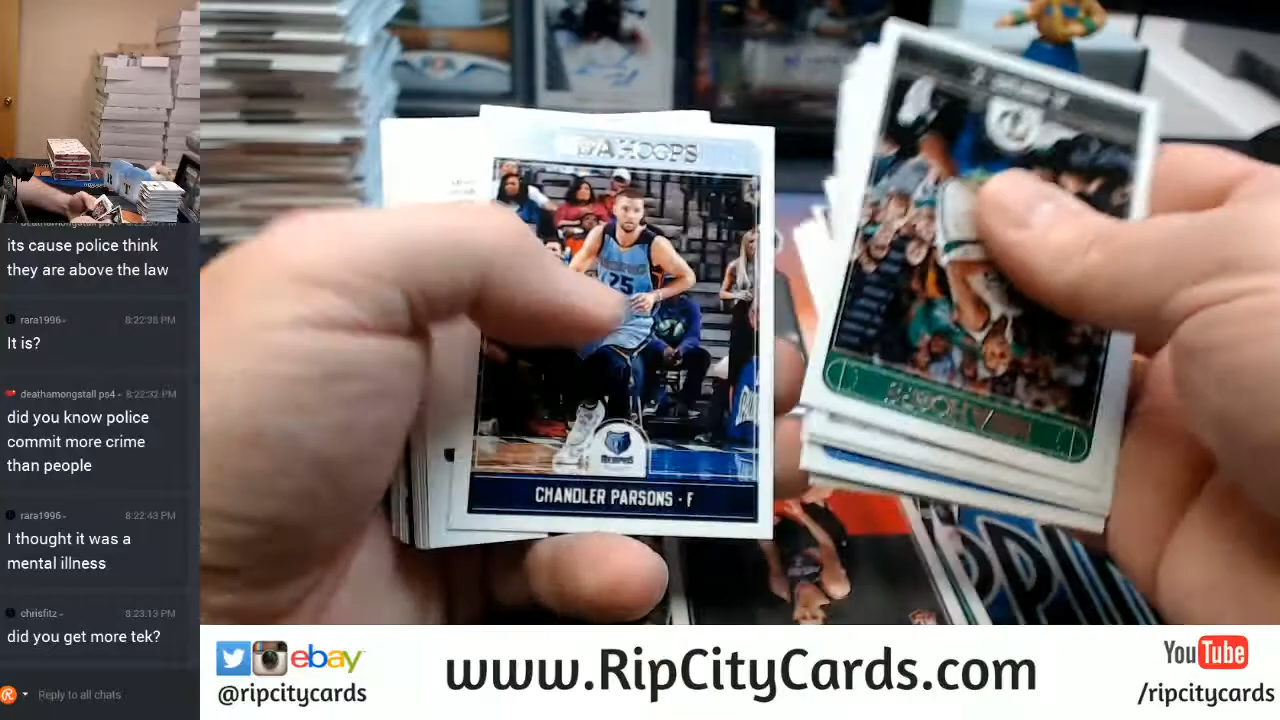 its cause police think
they are above the law
rara1996-
8:22:38 PM
It is?
deathamongstall ps4 - 8:22:32 PM
did you know police
commit more crime
than people
rara1996-
8:22:43 PM
I thought it was a
mental illness
chrisfitz -
8:23:13 PM
did you get more tek?
Reply to all chats
HOOPS
25
MEMPHIS
CHANDLER PARSONS · F
ebay
@ripcitycards
www.RipCityCards.com
YouTube
/ripcitycards